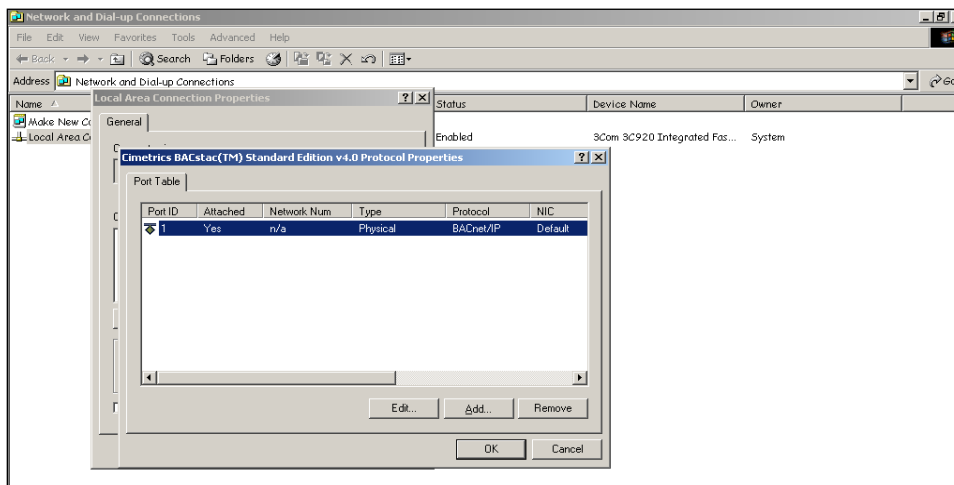 Network and Dial-up Connections
File Edit View Favorites Tools Advanced Help
Back Search Folders
Address Network and Dial-up Connections Go
Name Status Device Name Owner
Make New Co
Local Area C Enabled 3Com 3C920 Integrated Fas... System
Local Area Connection Properties
General
Cimetrics BACstac(TM) Standard Edition v4.0 Protocol Properties
Port Table
Port ID Attached Network Num Type Protocol NIC
1 Yes n/a Physical BACnet/IP Default
Edit... Add... Remove
OK Cancel